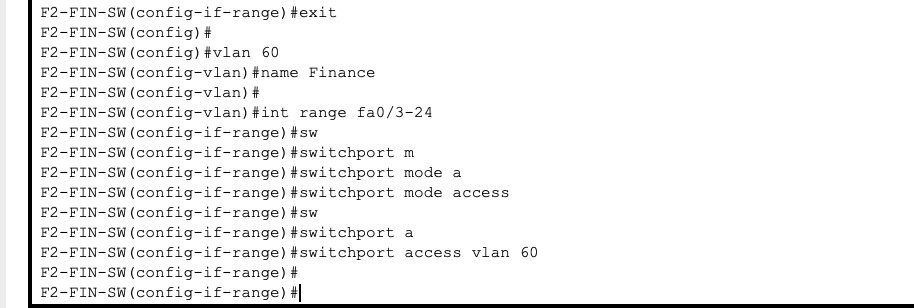 F2-FIN-SW(config-if-range)#exit
F2-FIN-SW(config)#
F2-FIN-SW(config)#vlan 60
F2-FIN-SW(config-vlan)#name Finance
F2-FIN-SW(config-vlan)#
F2-FIN-SW(config-vlan)#int range fa0/3-24
F2-FIN-SW(config-if-range)#sw
F2-FIN-SW(config-if-range)#switchport m
F2-FIN-SW(config-if-range)#switchport mode a
F2-FIN-SW(config-if-range)#switchport mode access
F2-FIN-SW(config-if-range)#sw
F2-FIN-SW(config-if-range)#switchport a
F2-FIN-SW(config-if-range)#switchport access vlan 60
F2-FIN-SW(config-if-range)#
F2-FIN-SW(config-if-range)#